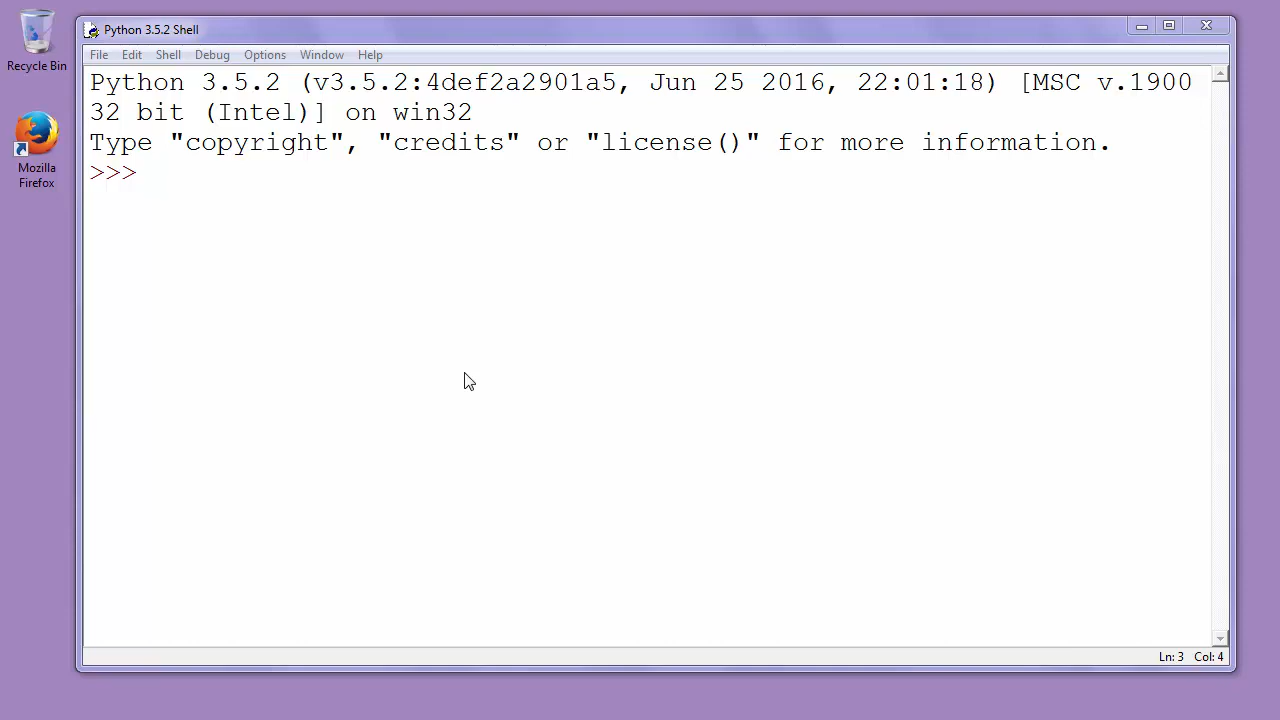 Recycle Bin
Mozilla
Firefox
Python 3.5.2 Shell
File Edit Shell Debug Options Window Help
Python 3.5.2 (v3.5.2:4def2a2901a5, Jun 25 2016, 22:01:18) [MSC v.1900
32 bit (Intel)] on win32
Type "copyright", "credits" or "license()" for more information.
>>>
Ln: 3 Col: 4